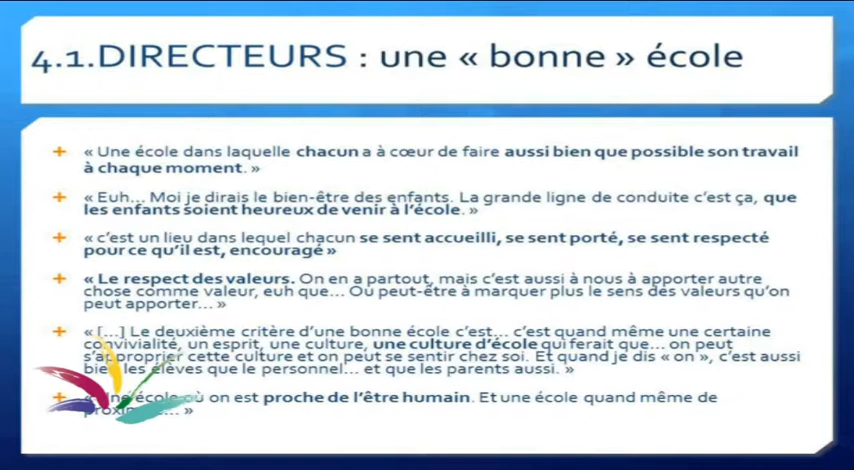 4.1.DIRECTEURS : une « bonne » école
« Une école dans laquelle chacun a à cœur de faire aussi bien que possible son travail
à chaque moment. »
« Euh... Moi je dirais le bien-être des enfants. La grande ligne de conduite c'est ça, que
les enfants soient heureux de venir à l'école. »
« c'est un lieu dans lequel chacun se sent accueilli, se sent porté, se sent respecté
pour ce qu'il est, encouragé »
« Le respect des valeurs. On en a partout, mais c'est aussi à nous à apporter autre
chose comme valeur, euh que... Ou peut-être à marquer plus le sens des valeurs qu'on
peut apporter... »
« [...] Le deuxième critère d'une bonne école c'est... c'est quand même une certaine
convivialité, un esprit, une culture, une culture d'école qui ferait que... on peut
s'approprier cette culture et on peut se sentir chez soi. Et quand je dis « on », c'est aussi
bien les élèves que le personnel... et que les parents aussi. »
« Une école où on est proche de l'être humain. Et une école quand même de
»